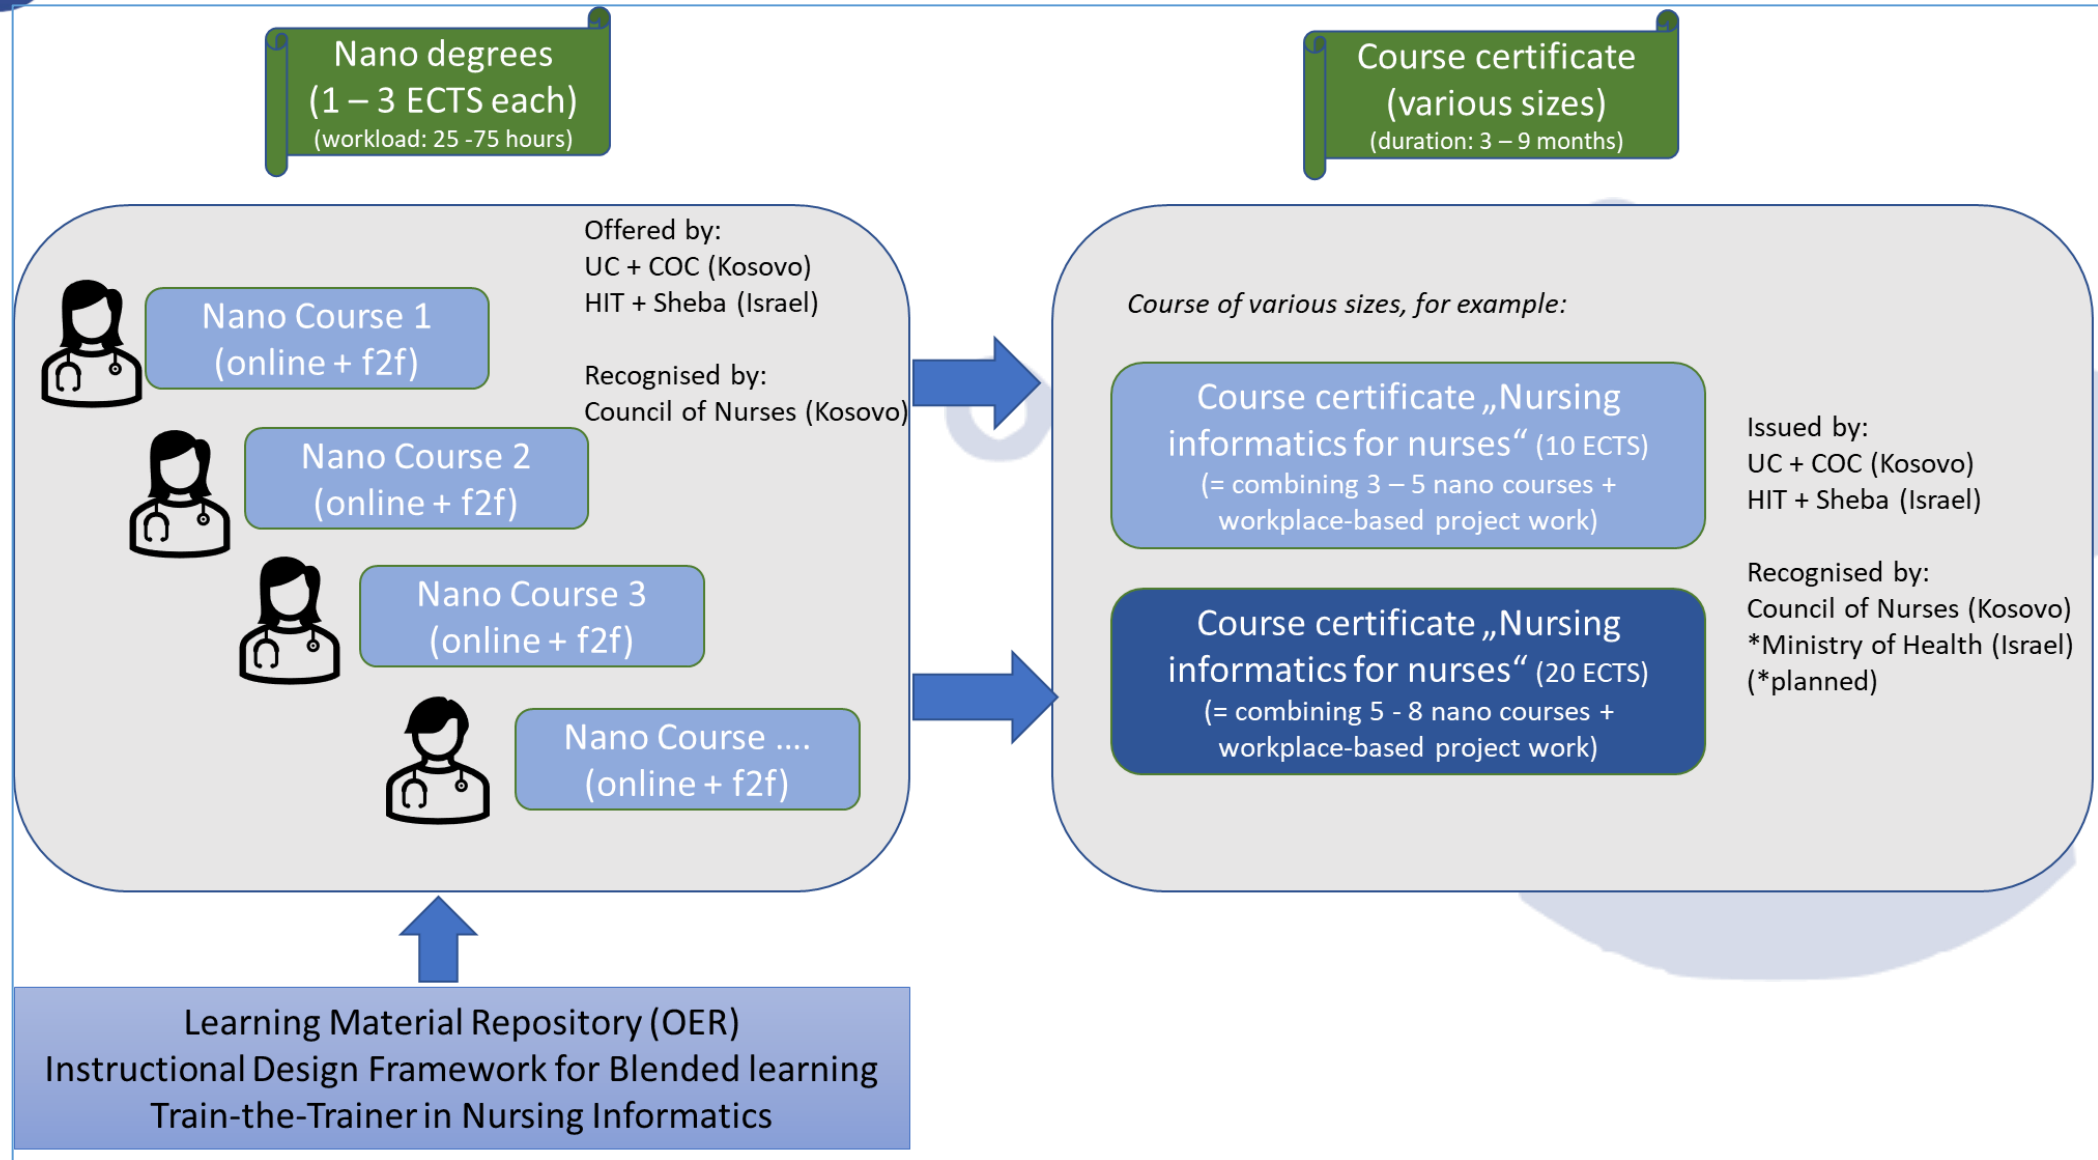 Nano degrees
(1 – 3 ECTS each)
(workload: 25 -75 hours)
Course certificate
(various sizes)
(duration: 3 – 9 months)
Offered by:
UC + COC (Kosovo)
HIT + Sheba (Israel)
Recognised by:
Council of Nurses (Kosovo)
Nano Course 1
(online + f2f)
Nano Course 2
(online + f2f)
Nano Course 3
(online + f2f)
Nano Course ....
(online + f2f)
Course of various sizes, for example:
Course certificate „Nursing
informatics for nurses“ (10 ECTS)
(= combining 3 – 5 nano courses +
workplace-based project work)
Course certificate „Nursing
informatics for nurses“ (20 ECTS)
(= combining 5 - 8 nano courses +
workplace-based project work)
Issued by:
UC + COC (Kosovo)
HIT + Sheba (Israel)
Recognised by:
Council of Nurses (Kosovo)
*Ministry of Health (Israel)
(*planned)
Learning Material Repository (OER)
Instructional Design Framework for Blended learning
Train-the-Trainer in Nursing Informatics